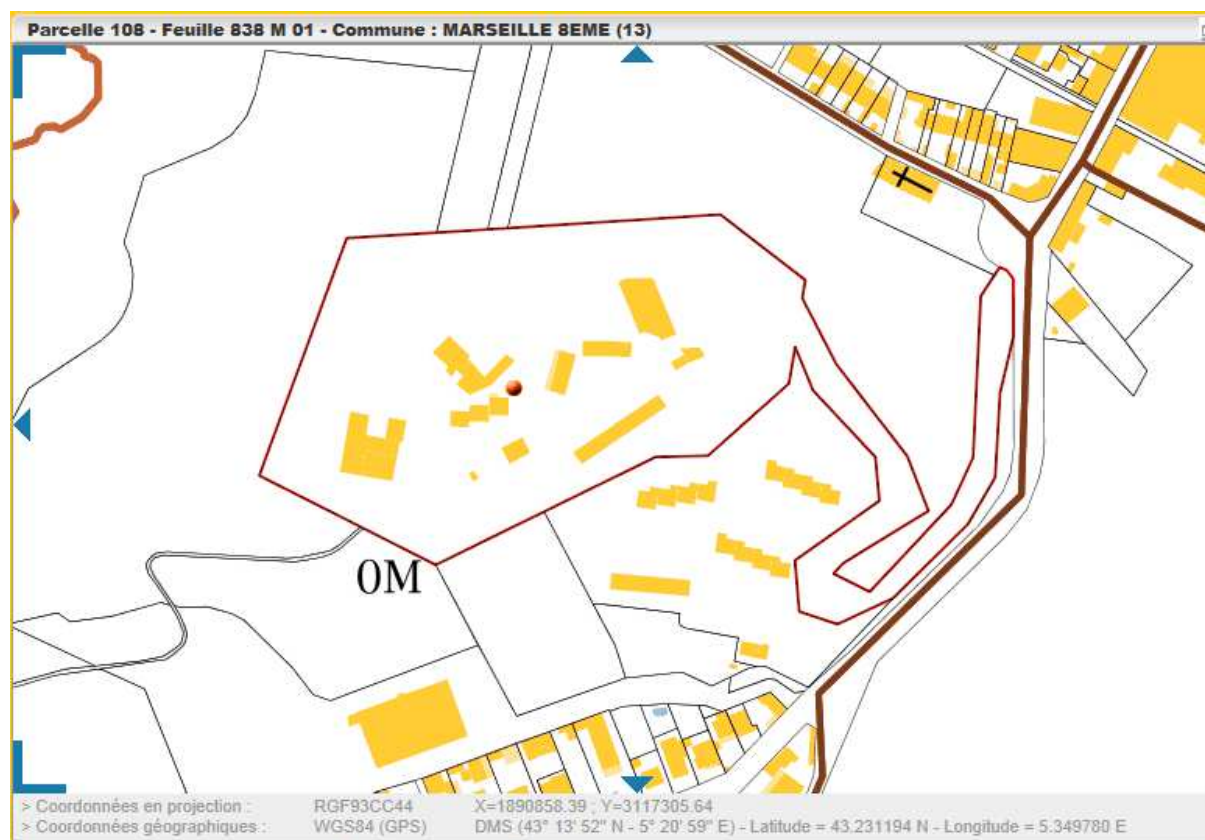 Parcelle 108 - Feuille 838 M 01 - Commune : MARSEILLE 8EME (13)
0M
> Coordonnées en projection : RGF93CC44 X=1890858.39 ; Y=3117305.64
> Coordonnées géographiques : WGS84 (GPS) DMS (43° 13' 52" N - 5° 20' 59" E) - Latitude = 43.231194 N - Longitude = 5.349780 E